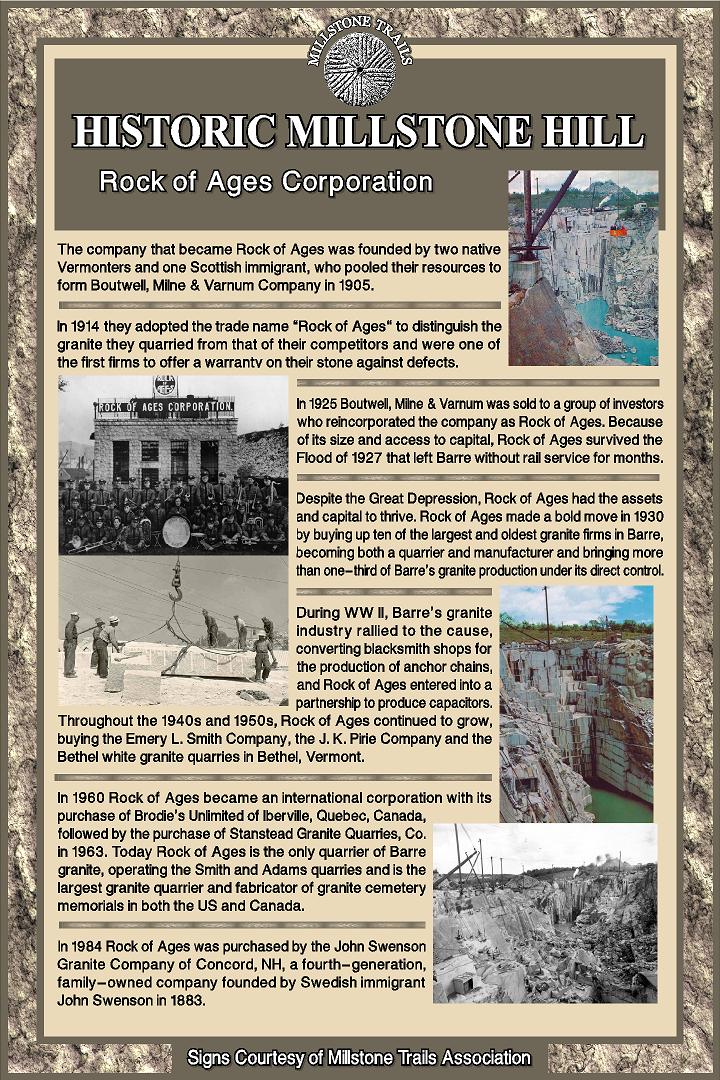 MILLSTONE TRAILS
HISTORIC MILLSTONE HILL
Rock of Ages Corporation
The company that became Rock of Ages was founded by two native
Vermonters and one Scottish immigrant, who pooled their resources to
form Boutwell, Milne & Varnum Company in 1905.
In 1914 they adopted the trade name "Rock of Ages" to distinguish the
granite they quarried from that of their competitors and were one of
the first firms to offer a warranty on their stone against defects.
ROCK OF AGES CORPORATION.
In 1925 Boutwell, Milne & Varnum was sold to a group of investors
who reincorporated the company as Rock of Ages. Because
of its size and access to capital, Rock of Ages survived the
Flood of 1927 that left Barre without rail service for months.
Despite the Great Depression, Rock of Ages had the assets
and capital to thrive. Rock of Ages made a bold move in 1930
by buying up ten of the largest and oldest granite firms in Barre,
becoming both a quarrier and manufacturer and bringing more
than one-third of Barre's granite production under its direct control.
During WW II, Barre's granite
industry rallied to the cause,
converting blacksmith shops for
the production of anchor chains,
and Rock of Ages entered into a
partnership to produce capacitors.
Throughout the 1940s and 1950s, Rock of Ages continued to grow,
buying the Emery L. Smith Company, the J. K. Pirie Company and the
Bethel white granite quarries in Bethel, Vermont.
In 1960 Rock of Ages became an international corporation with its
purchase of Brodie's Unlimited of Iberville, Quebec, Canada,
followed by the purchase of Stanstead Granite Quarries, Co.
in 1963. Today Rock of Ages is the only quarrier of Barre
granite, operating the Smith and Adams quarries and is the
largest granite quarrier and fabricator of granite cemetery
memorials in both the US and Canada.
In 1984 Rock of Ages was purchased by the John Swenson
Granite Company of Concord, NH, a fourth-generation,
family-owned company founded by Swedish immigrant
John Swenson in 1883.
Signs Courtesy of Millstone Trails Association